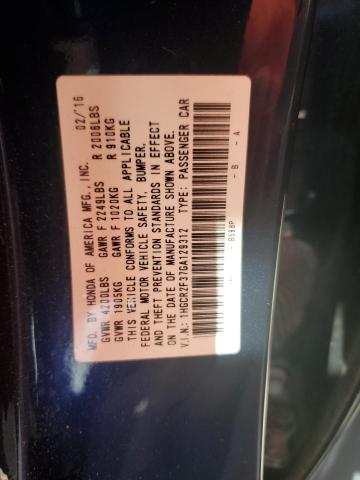 MFD. BY HONDA OF AMERICA MFG., INC. 02/16
GVWR 4200LBS GAWR F 2249LBS R 2006LBS
GVWR 1905KG GAWR F 1020KG R 910KG
THIS VEHICLE CONFORMS TO ALL APPLICABLE
FEDERAL MOTOR VEHICLE SAFETY, BUMPER,
AND THEFT PREVENTION STANDARDS IN EFFECT
ON THE DATE OF MANUFACTURE SHOWN ABOVE.
V.I.N.: 1HGCR2F37GA129312 TYPE: PASSENGER CAR
B588P - B - A